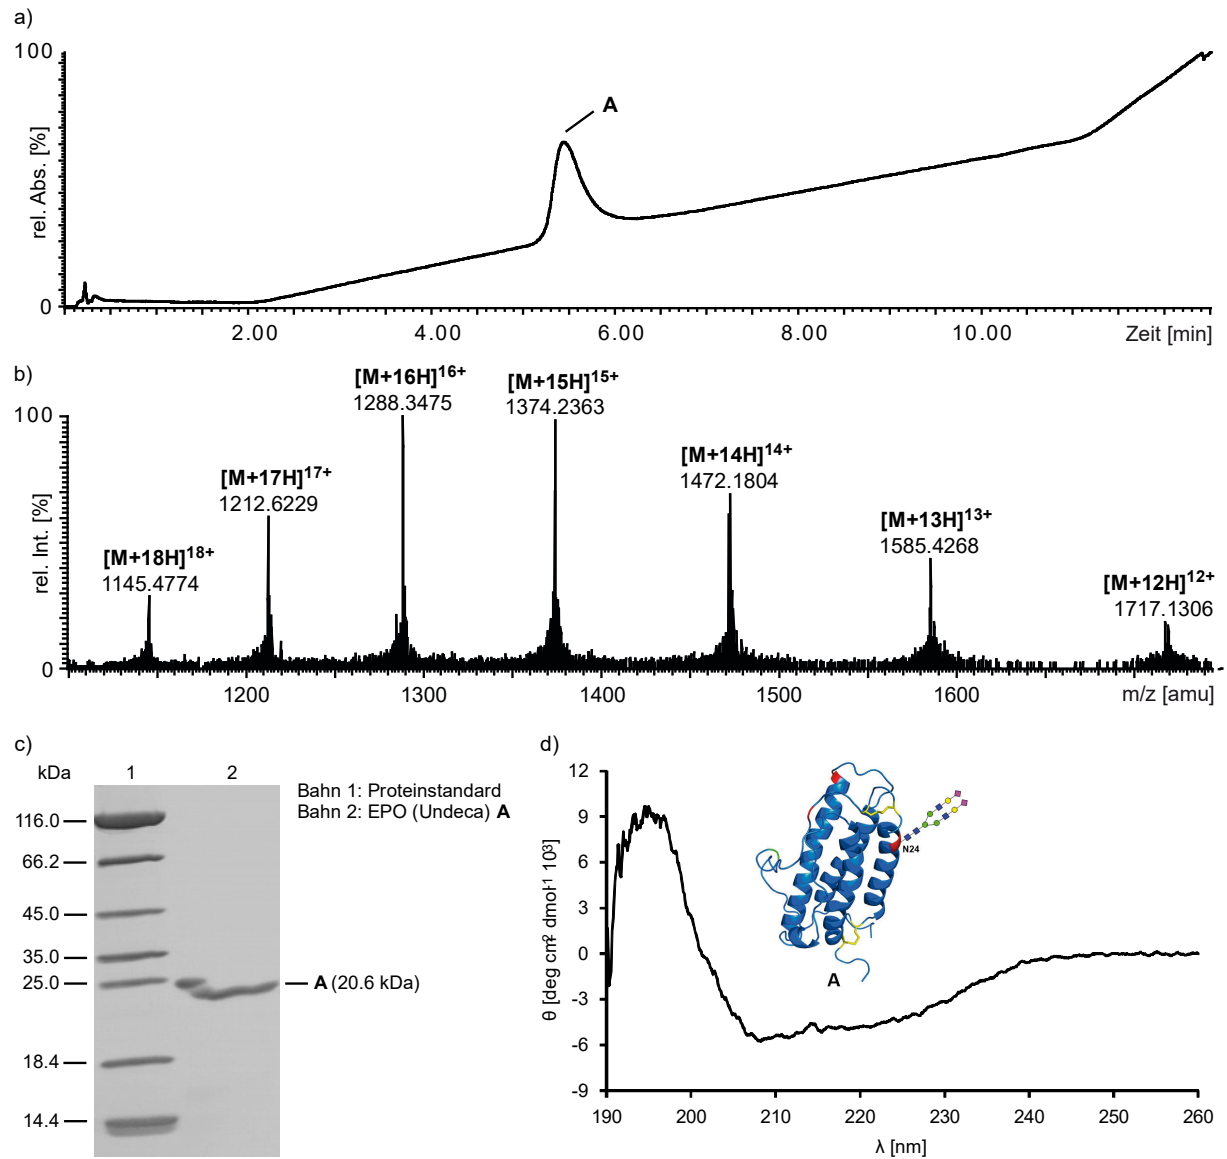 a)
100
A
rel. Abs. [%]
0
2.00 4.00 6.00 8.00 10.00 Zeit [min]
b)
[M+16H]16+
1288.3475
[M+15H]15+
1374.2363
100
[M+14H]14+
1472.1804
[M+17H]17+
1212.6229
[M+13H]13+
1585.4268
[M+18H]18+
1145.4774
[M+12H]12+
1717.1306
rel. Int. [%]
0
1200 1300 1400 1500 1600 m/z [amu]
c)
kDa 1 2
Bahn 1: Proteinstandard
Bahn 2: EPO (Undeca) A
116.0
66.2
45.0
35.0
25.0
A (20.6 kDa)
18.4
14.4
d)
12
9
6
3
0
-3
-6
-9
θ [deg cm2 dmol-1 103]
N24
A
190 200 210 220 230 240 250 260
λ [nm]